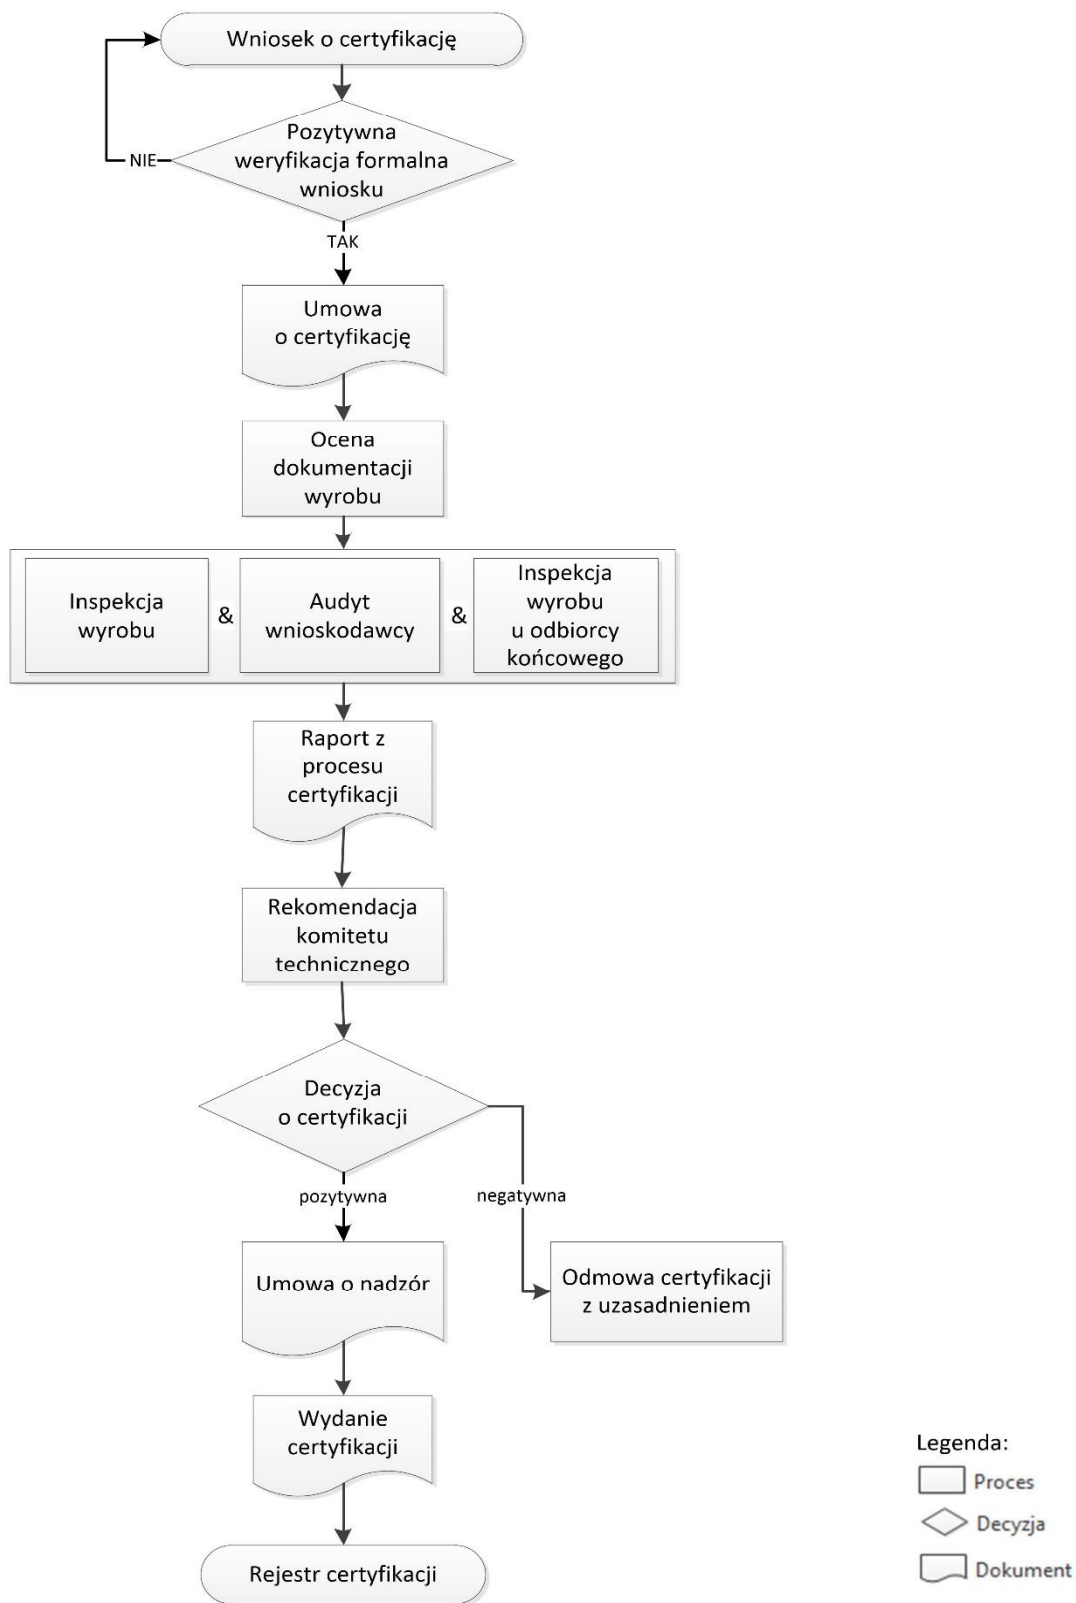 Wniosek o certyfikację
Pozytywna
weryfikacja formalna
wniosku
NIE
TAK
Umowa
o certyfikację
Ocena
dokumentacji
wyrobu
Inspekcja
wyrobu
&
Audyt
wnioskodawcy
&
Inspekcja
wyrobu
u odbiorcy
końcowego
Raport z
procesu
certyfikacji
Rekomendacja
komitetu
technicznego
Decyzja
o certyfikacji
pozytywna
negatywna
Umowa o nadzór
Odmowa certyfikacji
z uzasadnieniem
Wydanie
certyfikacji
Rejestr certyfikacji
Legenda:
Proces
Decyzja
Dokument